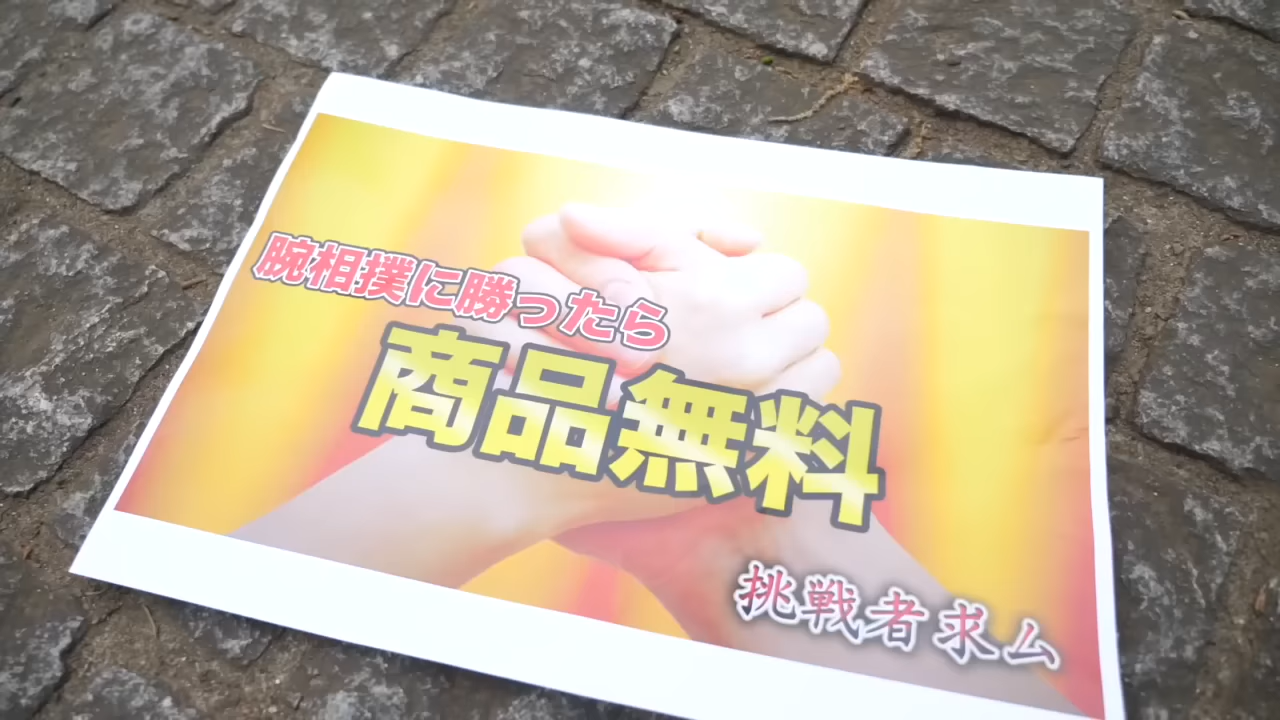 腕相撲に勝ったら
商品無料
挑戦者求ム